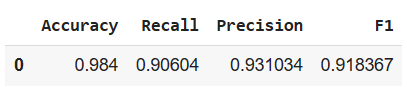 Accuracy Recall Precision F1
0 0.984 0.90604 0.931034 0.918367